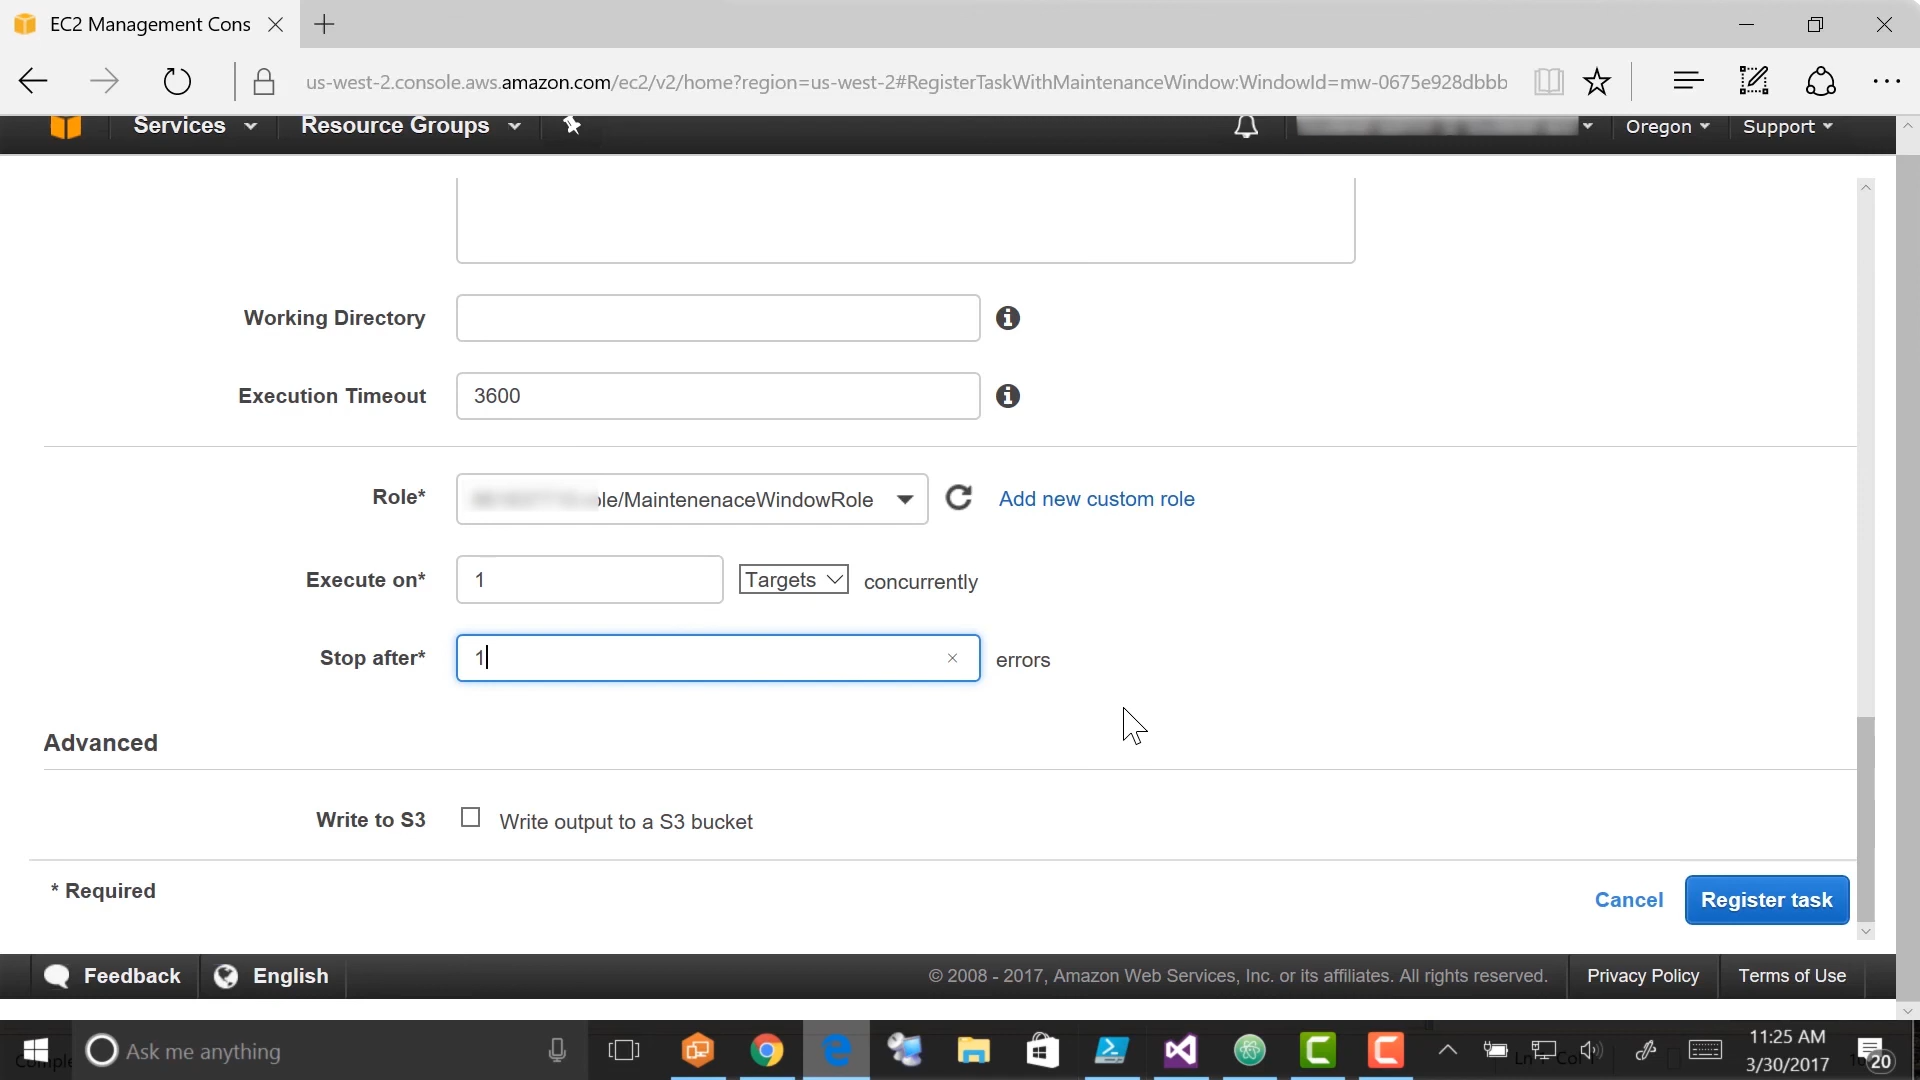 EC2 Management Cons
us-west-2.console.aws.amazon.com/ec2/v2/home?region=us-west-2#RegisterTaskWithMaintenanceWindow:WindowId=mw-0675e928dbbb
Services Resource Groups Oregon Support
Working Directory
Execution Timeout 3600
Role* ole/MaintenenaceWindowRole Add new custom role
Execute on* 1 Targets concurrently
Stop after* 1 errors
Advanced
Write to S3 Write output to a S3 bucket
* Required
Cancel Register task
Feedback English © 2008 - 2017, Amazon Web Services, Inc. or its affiliates. All rights reserved. Privacy Policy Terms of Use
Ask me anything
11:25 AM
3/30/2017
20